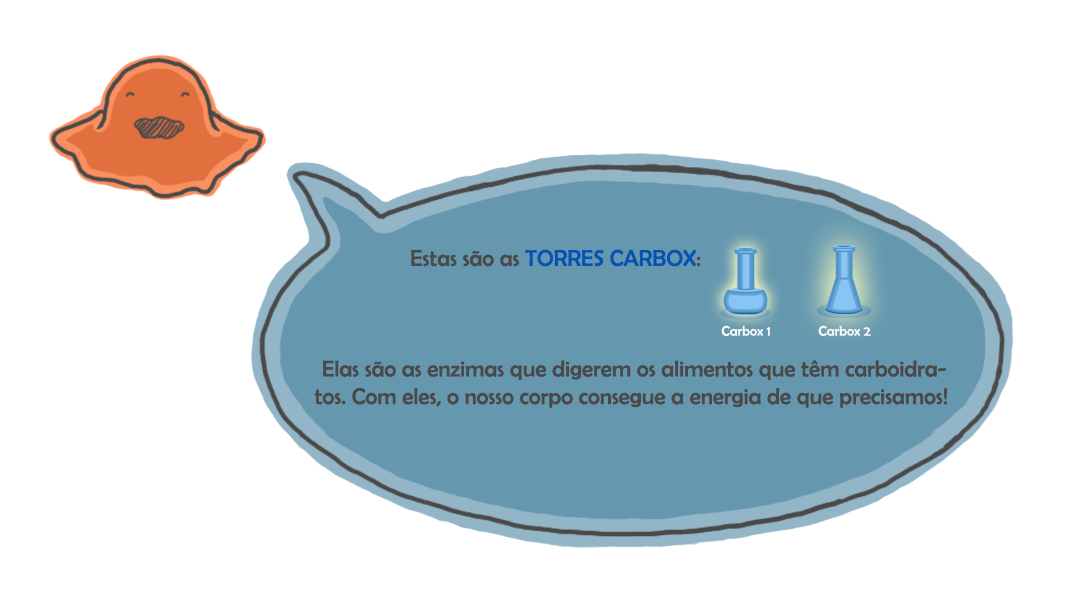 Estas são as TORRES CARBOX:
Carbox 1 Carbox 2
Elas são as enzimas que digerem os alimentos que têm carboidra-
tos. Com eles, o nosso corpo consegue a energia de que precisamos!